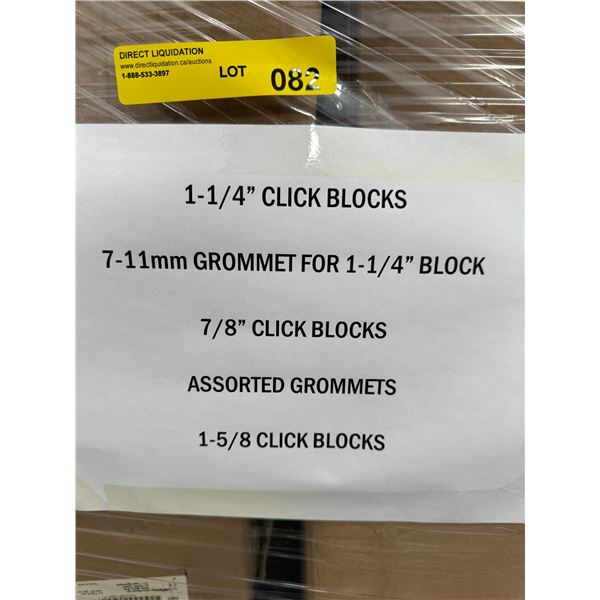 DIRECT LIQUIDATION
www.directliquidation.ca/auctions
1-888-533-3897
LOT 082
1-1/4” CLICK BLOCKS
7-11mm GROMMET FOR 1-1/4” BLOCK
7/8” CLICK BLOCKS
ASSORTED GROMMETS
1-5/8 CLICK BLOCKS